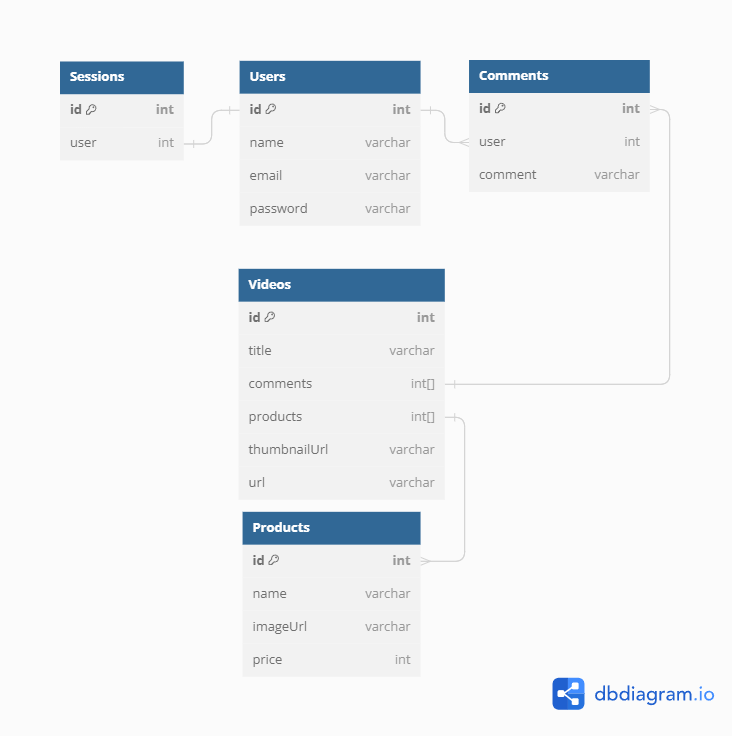 Sessions
id int
user int
Users
id int
name varchar
email varchar
password varchar
Comments
id int
user int
comment varchar
Videos
id int
title varchar
comments int[]
products int[]
thumbnailUrl varchar
url varchar
Products
id int
name varchar
imageUrl varchar
price int
dbdiagram.io